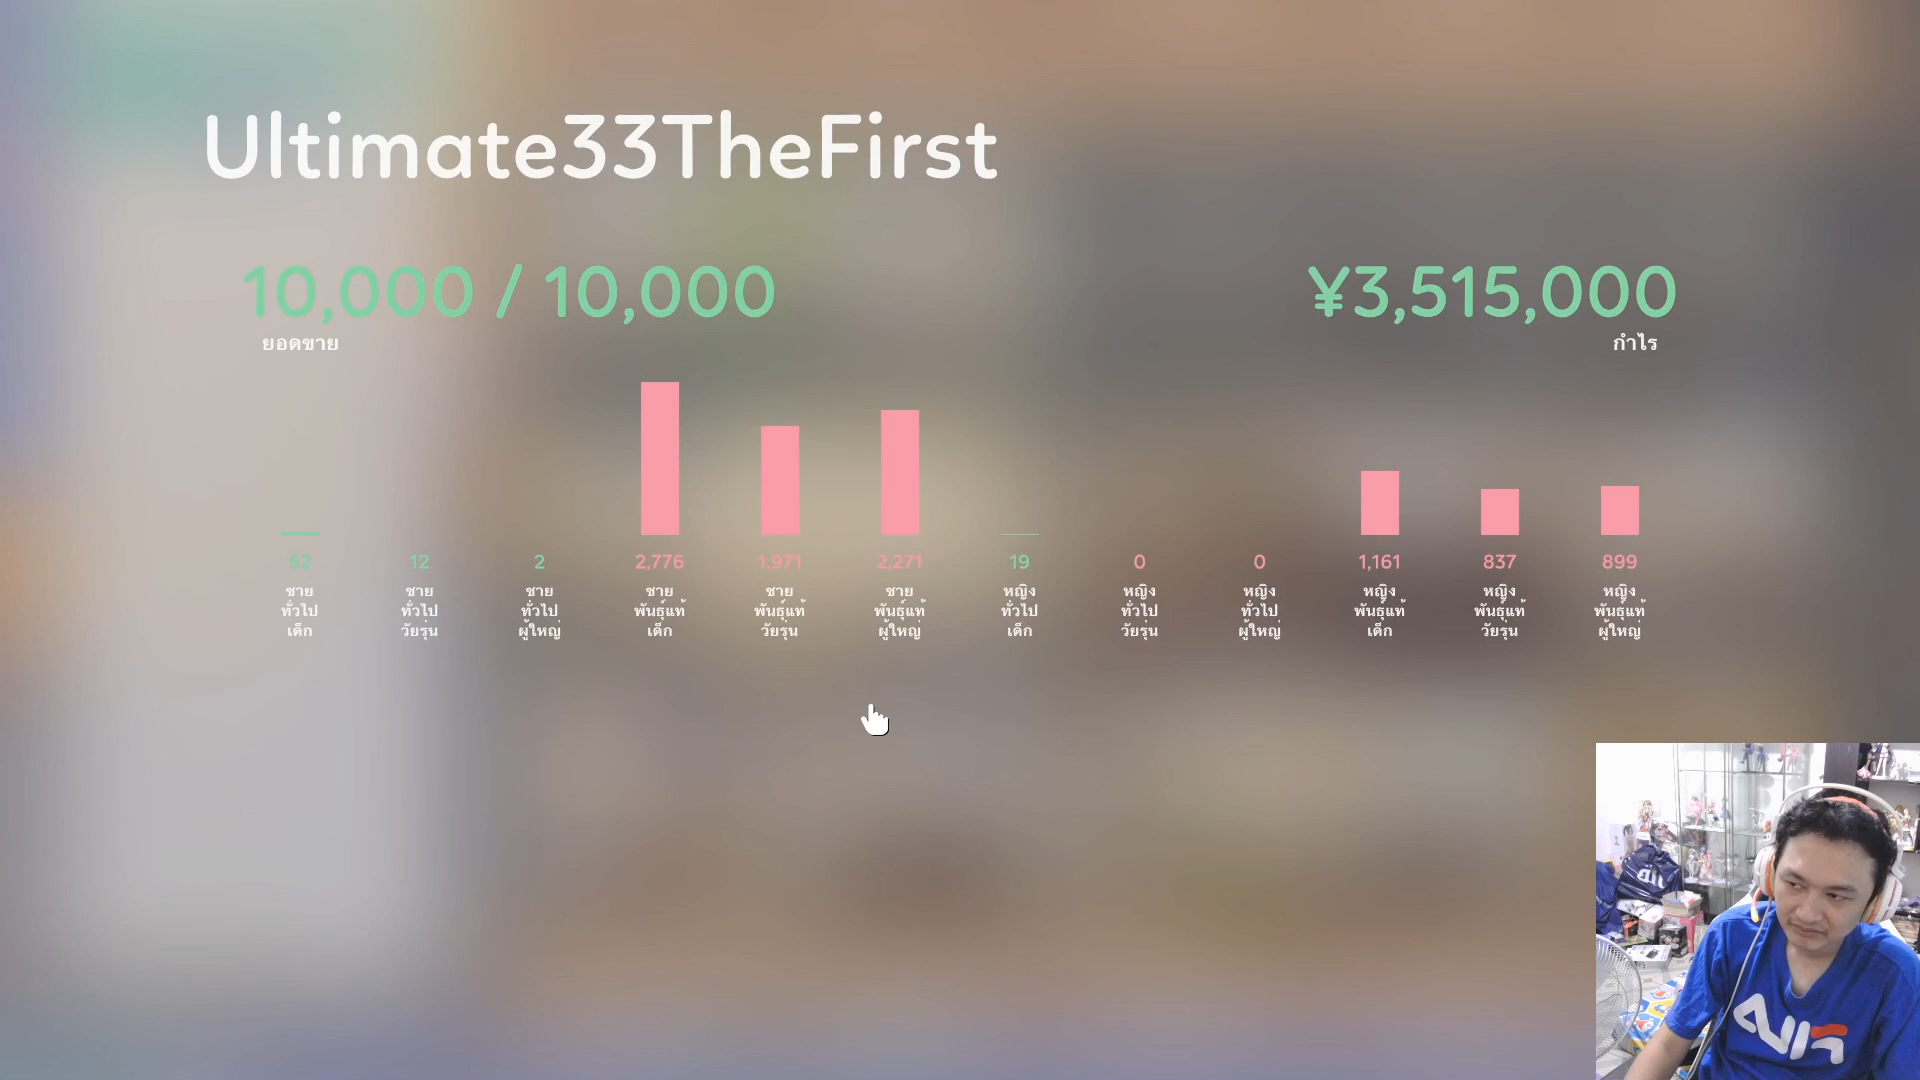 Ultimate33TheFirst
10,000 / 10,000
ยอดขาย
¥3,515,000
กำไร
52
ชาย
ทั่วไป
เด็ก
12
ชาย
ทั่วไป
วัยรุ่น
2
ชาย
ทั่วไป
ผู้ใหญ่
2,776
ชาย
พันธุ์แท้
เด็ก
1,971
ชาย
พันธุ์แท้
วัยรุ่น
2,271
ชาย
พันธุ์แท้
ผู้ใหญ่
19
หญิง
ทั่วไป
เด็ก
0
หญิง
ทั่วไป
วัยรุ่น
0
หญิง
ทั่วไป
ผู้ใหญ่
1,161
หญิง
พันธุ์แท้
เด็ก
837
หญิง
พันธุ์แท้
วัยรุ่น
899
หญิง
พันธุ์แท้
ผู้ใหญ่